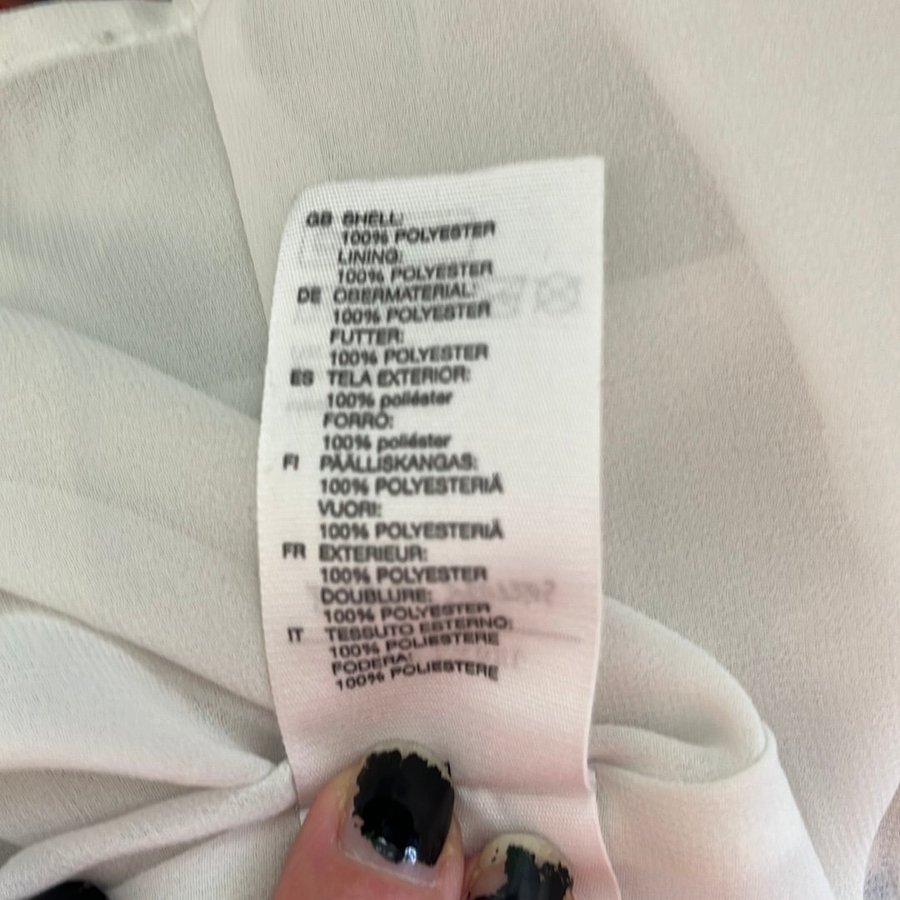 GB SHELL:
100% POLYESTER
LINING:
100% POLYESTER
DE OBERMATERIAL:
100% POLYESTER
FUTTER:
100% POLYESTER
ES TELA EXTERIOR:
100% poliéster
FORRO:
100% poliéster
FI PÄÄLLISKANGAS:
100% POLYESTERIÄ
VUORI:
100% POLYESTERIÄ
FR EXTERIEUR:
100% POLYESTER
DOUBLURE:
100% POLYESTER
IT TESSUTO ESTERNO:
100% POLIESTERE
FODERA:
100% POLIESTERE